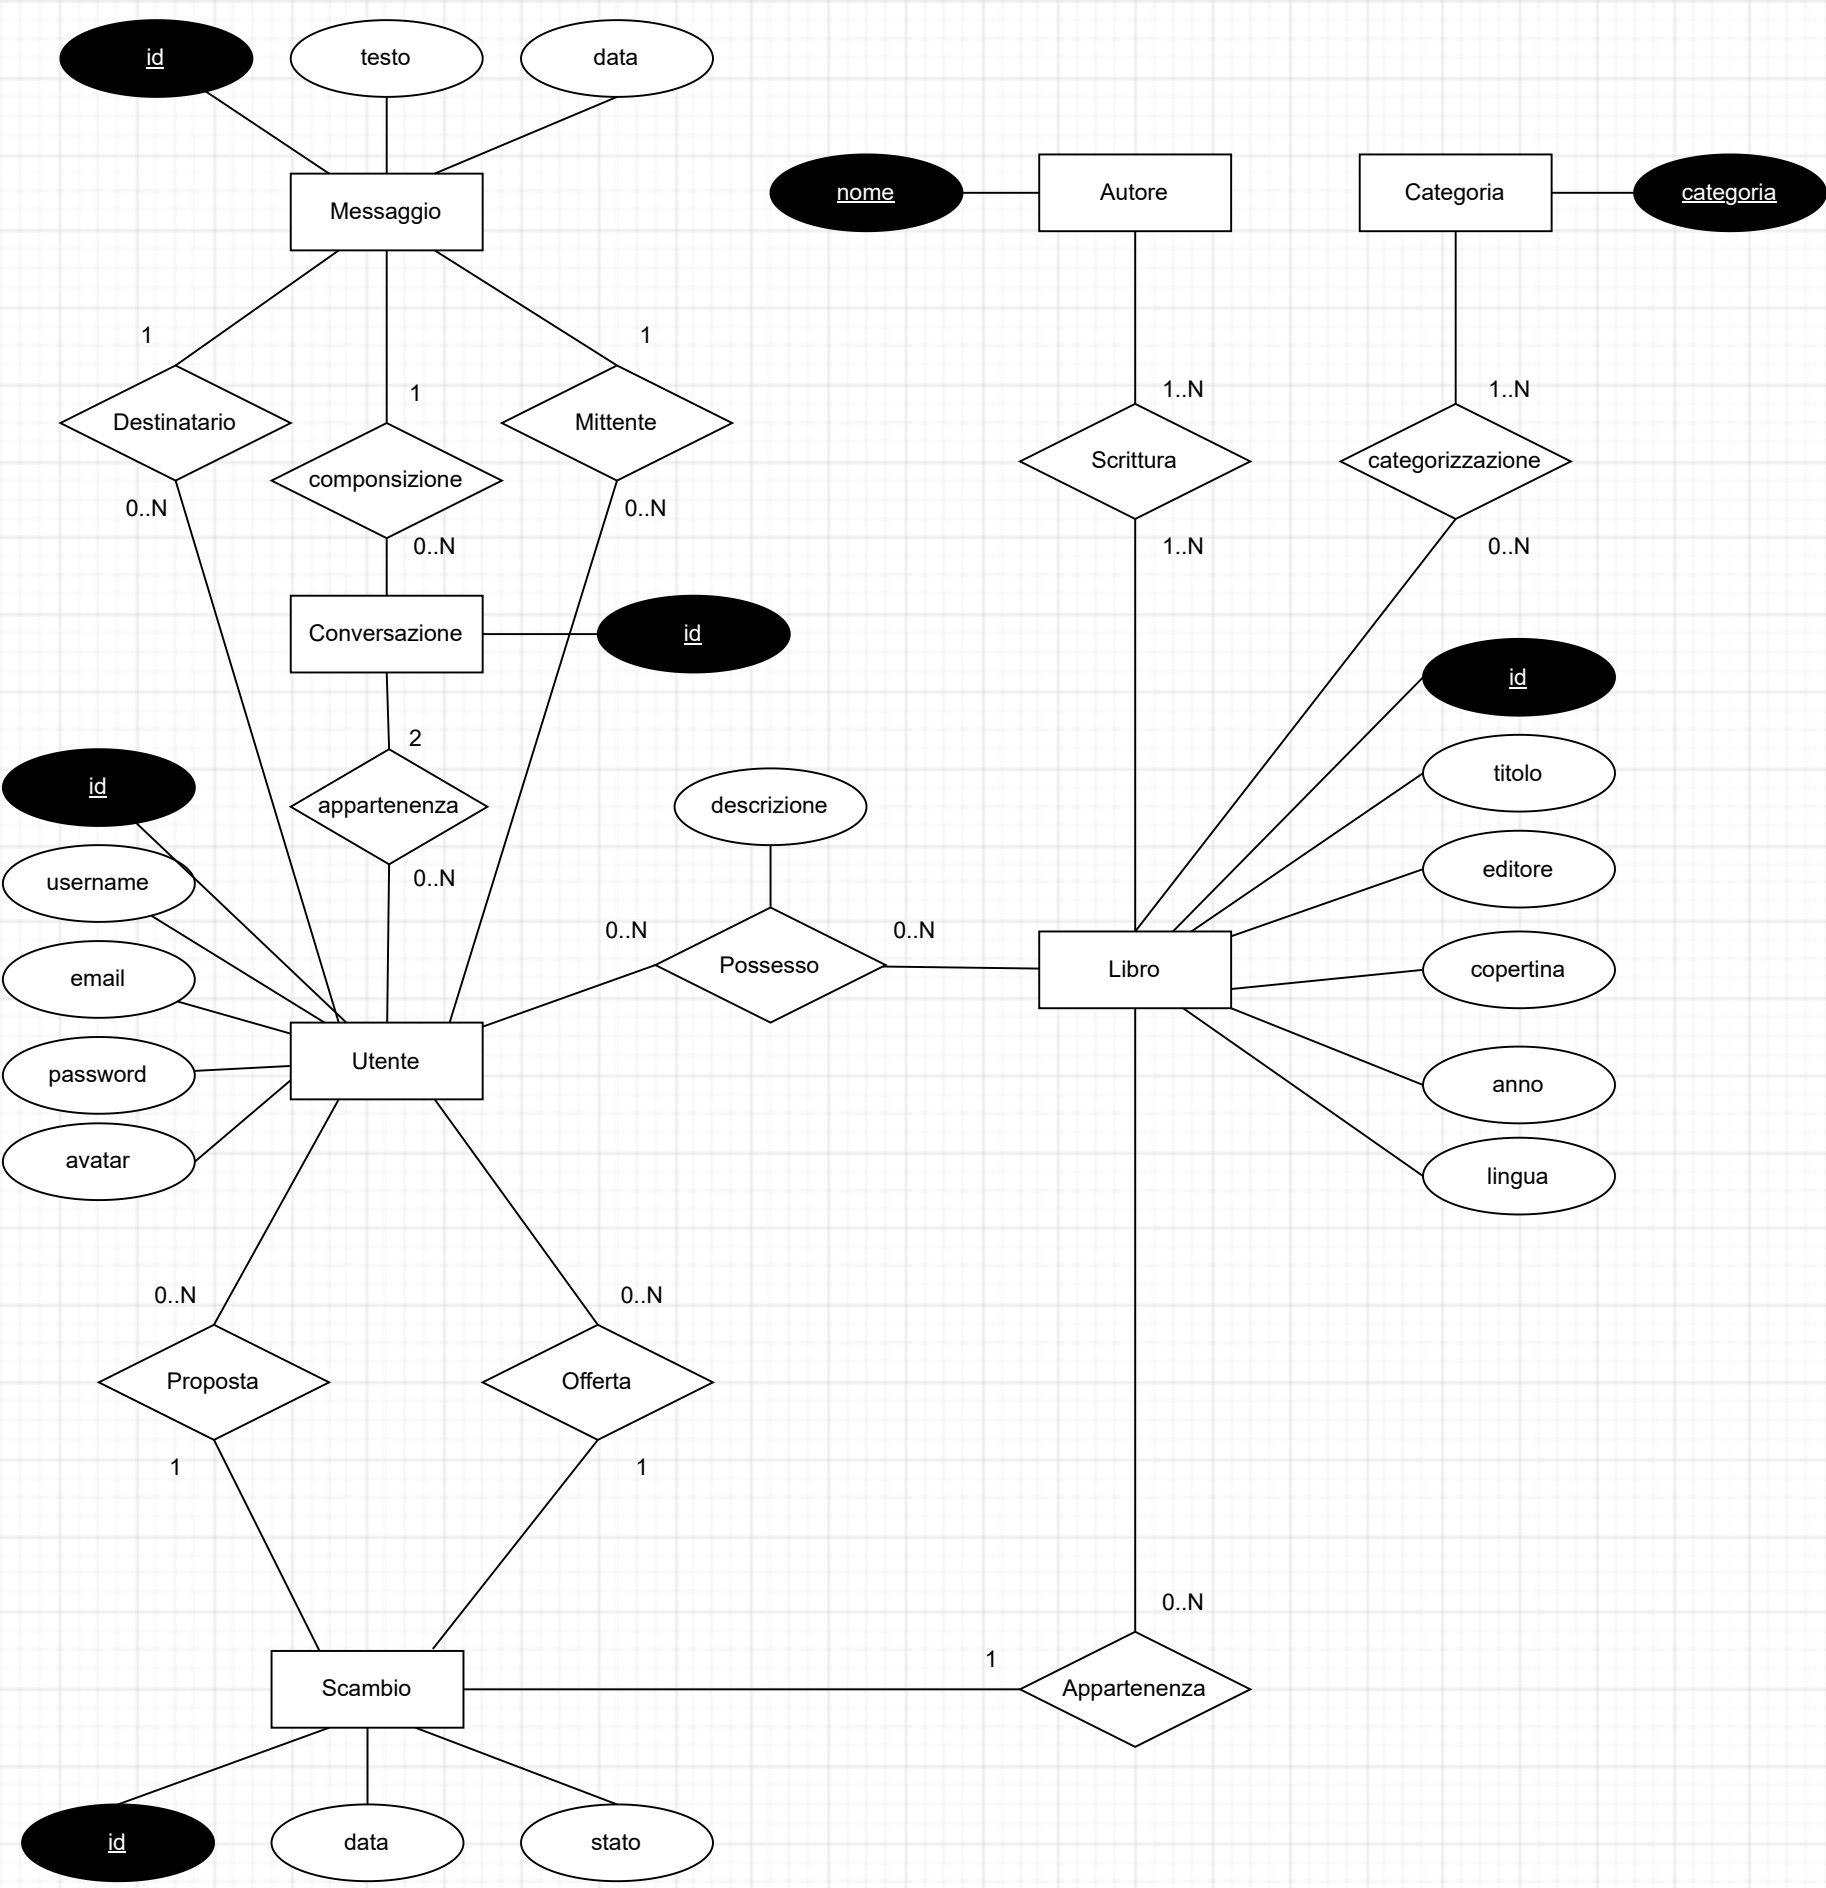 id
testo
data
Messaggio
nome
Autore
Categoria
categoria
1
1
1
1..N
1..N
Destinatario
Mittente
componsizione
Scrittura
categorizzazione
0..N
0..N
0..N
1..N
0..N
Conversazione
id
id
2
id
titolo
appartenenza
descrizione
username
0..N
editore
0..N
0..N
email
Possesso
Libro
copertina
Utente
password
anno
avatar
lingua
0..N
0..N
Proposta
Offerta
1
1
0..N
1
Scambio
Appartenenza
id
data
stato